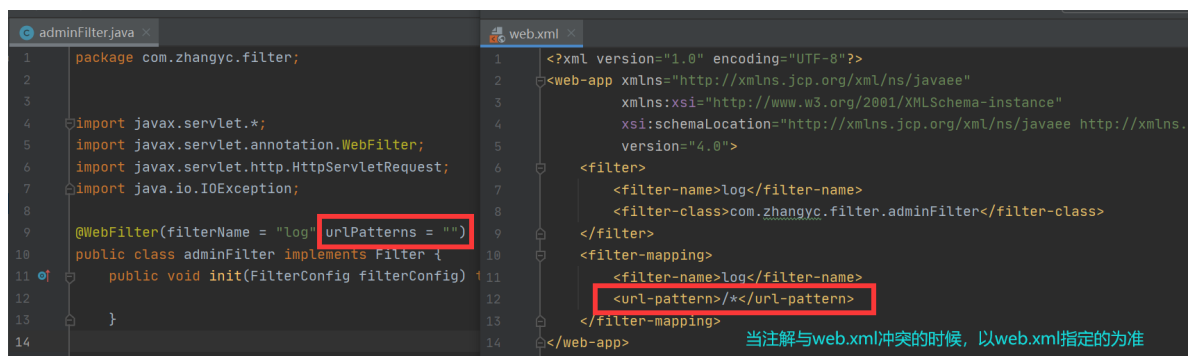 adminFilter.java
1 package com.zhangyc.filter;
2
3
4 import javax.servlet.*;
5 import javax.servlet.annotation.WebFilter;
6 import javax.servlet.http.HttpServletRequest;
7 import java.io.IOException;
8
9 @WebFilter(filterName = "log" urlPatterns = "")
10 public class adminFilter implements Filter {
11 public void init(FilterConfig filterConfig) t
12
13 }
14
web.xml
1 <?xml version="1.0" encoding="UTF-8"?>
2 <web-app xmlns="http://xmlns.jcp.org/xml/ns/javaee"
3 xmlns:xsi="http://www.w3.org/2001/XMLSchema-instance"
4 xsi:schemaLocation="http://xmlns.jcp.org/xml/ns/javaee http://xmlns.
5 version="4.0">
6 <filter>
7 <filter-name>log</filter-name>
8 <filter-class>com.zhangyc.filter.adminFilter</filter-class>
9 </filter>
10 <filter-mapping>
11 <filter-name>log</filter-name>
12 <url-pattern>/*</url-pattern>
13 </filter-mapping>
14 </web-app>
当注解与web.xml冲突的时候，以web.xml指定的为准